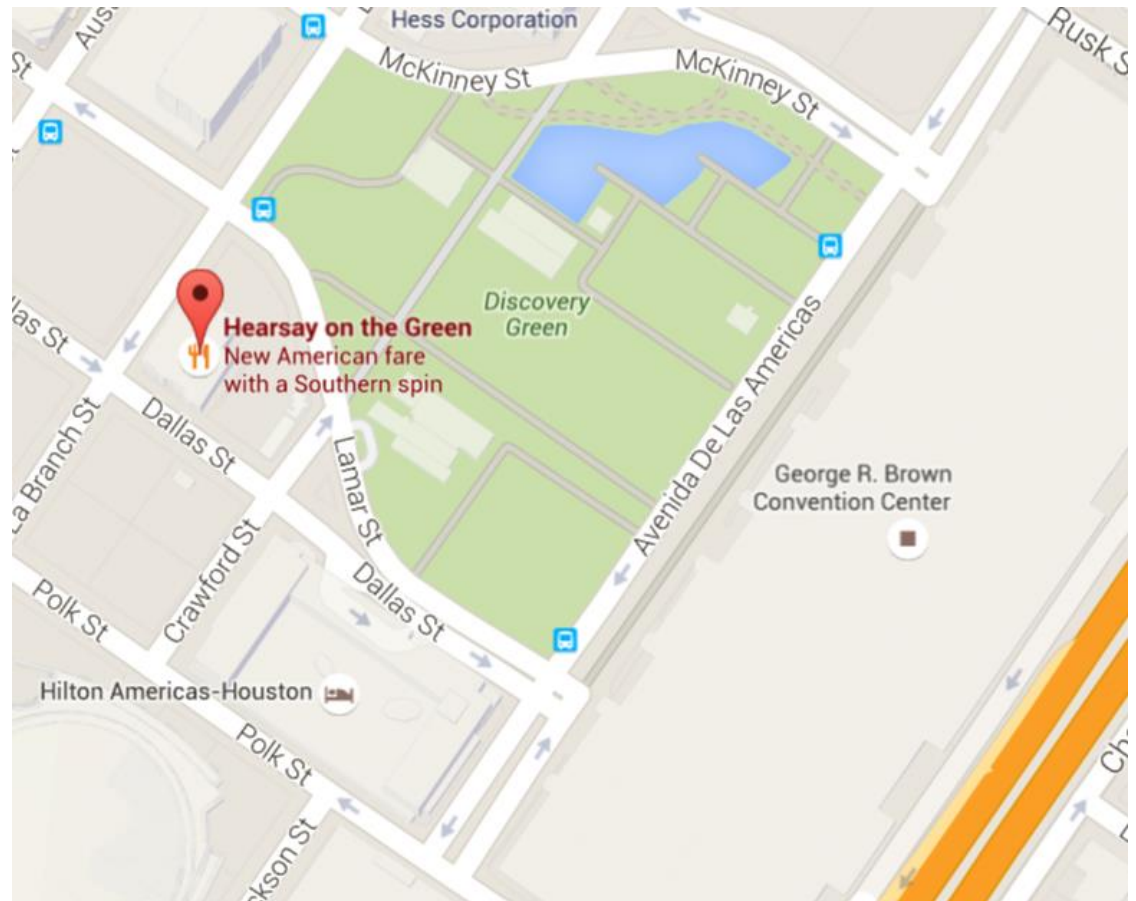 Hess Corporation
Rusk S
Aus
St
McKinney St
McKinney St
Discovery
Green
Hearsay on the Green
New American fare
with a Southern spin
llas St
Dallas St
La Branch St
Lamar St
Avenida De Las Americas
George R. Brown
Convention Center
Crawford St
Dallas St
Polk St
Hilton Americas-Houston
Polk St
kson St
Ch